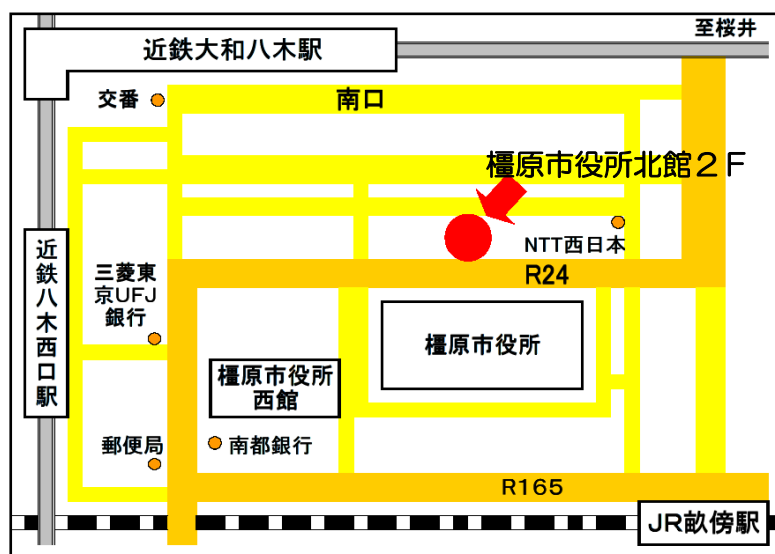 至桜井
近鉄大和八木駅
交番
南口
橿原市役所北館２Ｆ
NTT西日本
近鉄八木西口駅
三菱東
京UFJ
銀行
R24
橿原市役所
橿原市役所
西館
郵便局
南都銀行
R165
JR畝傍駅